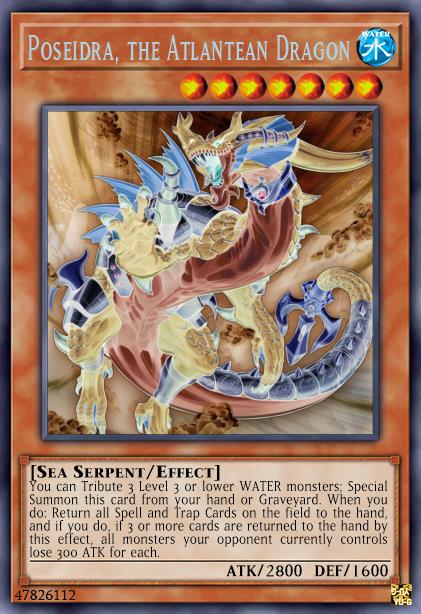 Poseidra, the Atlantean Dragon
WATER
水
[Sea Serpent/Effect]
You can Tribute 3 Level 3 or lower WATER monsters; Special
Summon this card from your hand or Graveyard. When you
do: Return all Spell and Trap Cards on the field to the hand,
and if you do, if 3 or more cards are returned to the hand by
this effect, all monsters your opponent currently controls
lose 300 ATK for each.
ATK/2800 DEF/1600
47826112